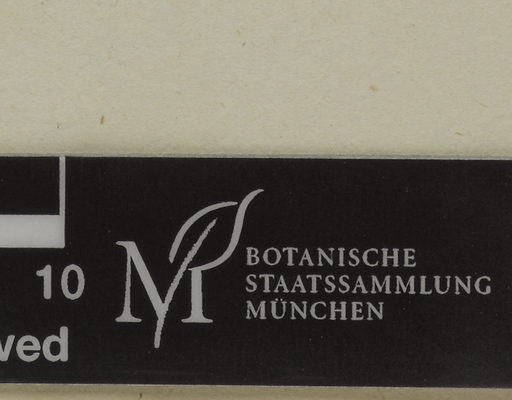 10
ved
M
BOTANISCHE
STAATSSAMMLUNG
MÜNCHEN